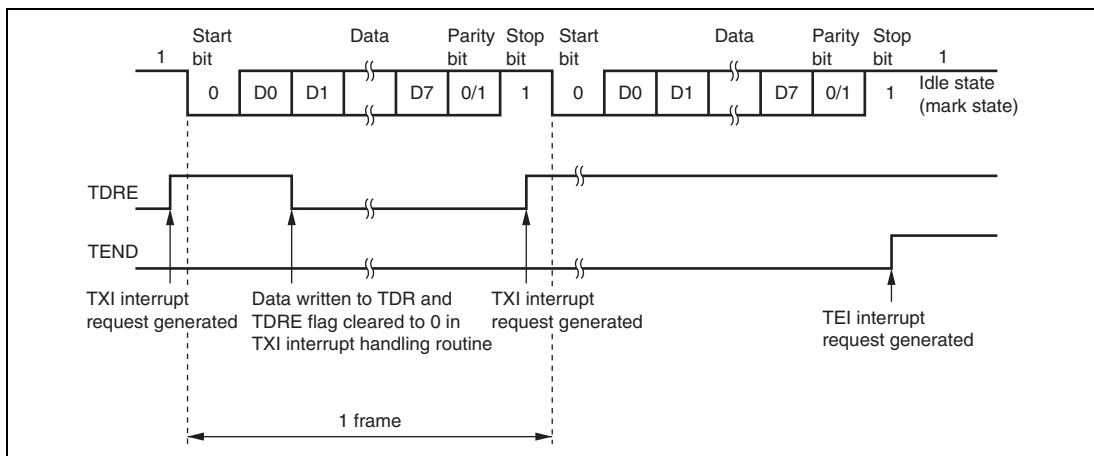 1
Start bit
Data
Parity bit
Stop bit
Start bit
Data
Parity bit
Stop bit
1
0
D0
D1
D7
0/1
1
0
D0
D1
D7
0/1
1
Idle state
(mark state)
TDRE
TEND
TXI interrupt
request generated
Data written to TDR and
TDRE flag cleared to 0 in
TXI interrupt handling routine
TXI interrupt
request generated
TEI interrupt
request generated
1 frame